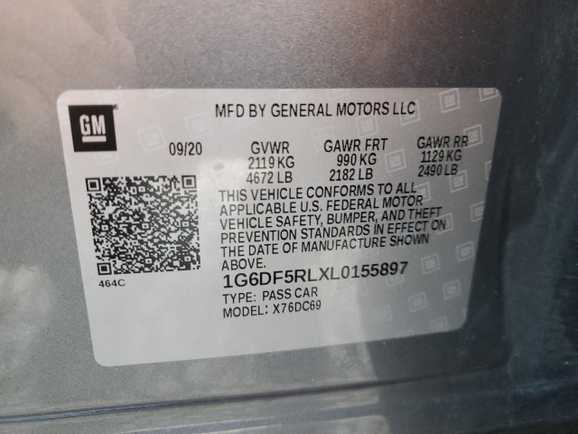 GM
MFD BY GENERAL MOTORS LLC
09/20 GVWR GAWR FRT GAWR RR
2119 KG 990 KG 1129 KG
4672 LB 2182 LB 2490 LB
THIS VEHICLE CONFORMS TO ALL
APPLICABLE U.S. FEDERAL MOTOR
VEHICLE SAFETY, BUMPER, AND THEFT
PREVENTION STANDARDS IN EFFECT ON
THE DATE OF MANUFACTURE SHOWN
ABOVE.
464C
1G6DF5RLXL0155897
TYPE: PASS CAR
MODEL: X76DC69